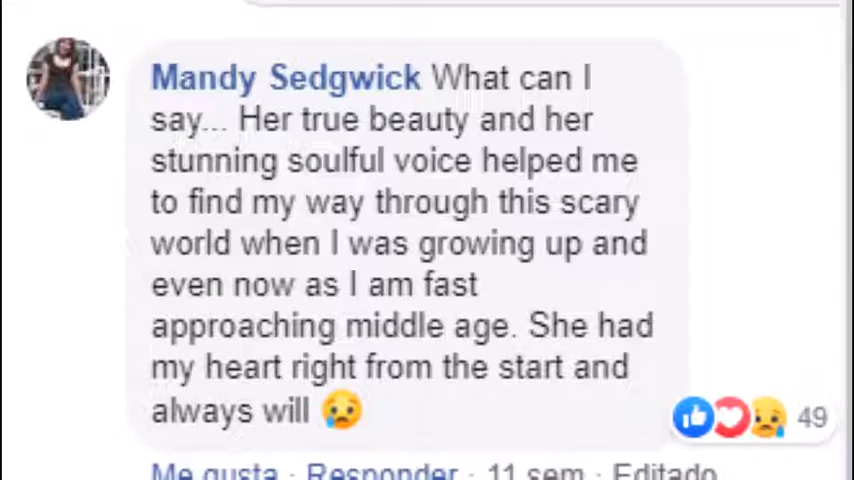 Mandy Sedgwick What can I
say... Her true beauty and her
stunning soulful voice helped me
to find my way through this scary
world when I was growing up and
even now as I am fast
approaching middle age. She had
my heart right from the start and
always will 😢
49
Me gusta · Responder · 11 sem · Editado